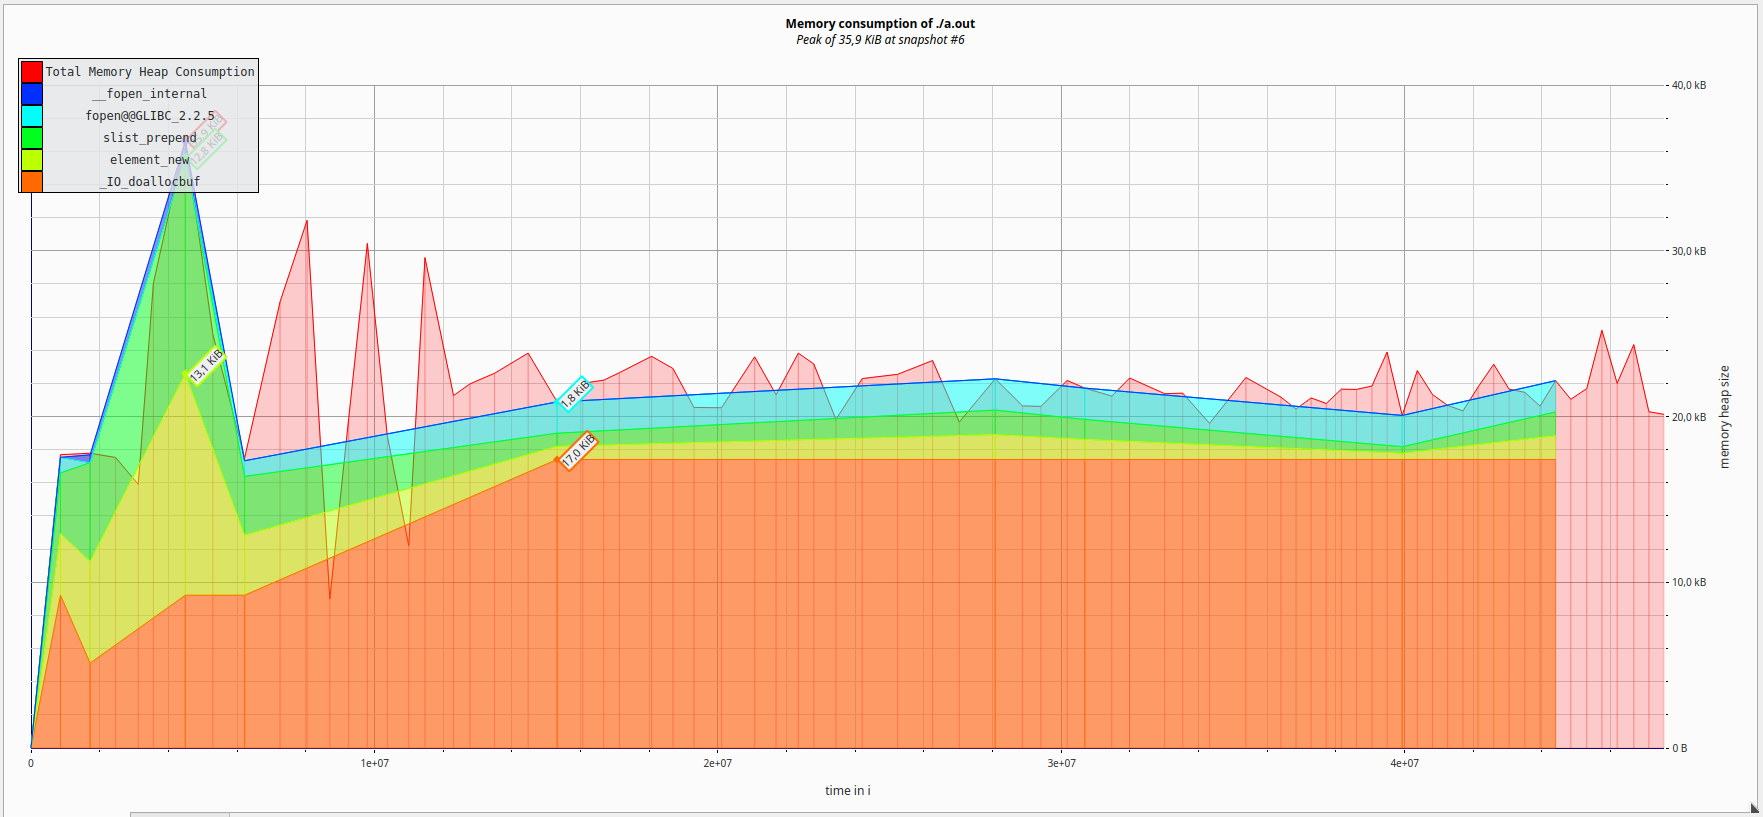 Memory consumption of ./a.out
Peak of 35,9 KiB at snapshot #6
Total Memory Heap Consumption
__fopen_internal
fopen@@GLIBC_2.2.5
slist_prepend
element_new
_IO_doallocbuf
12,8 KiB
13,1 KiB
1,8 KiB
17,0 KiB
40,0 kB
30,0 kB
20,0 kB
10,0 kB
0 B
memory heap size
0
1e+07
2e+07
3e+07
4e+07
time in i